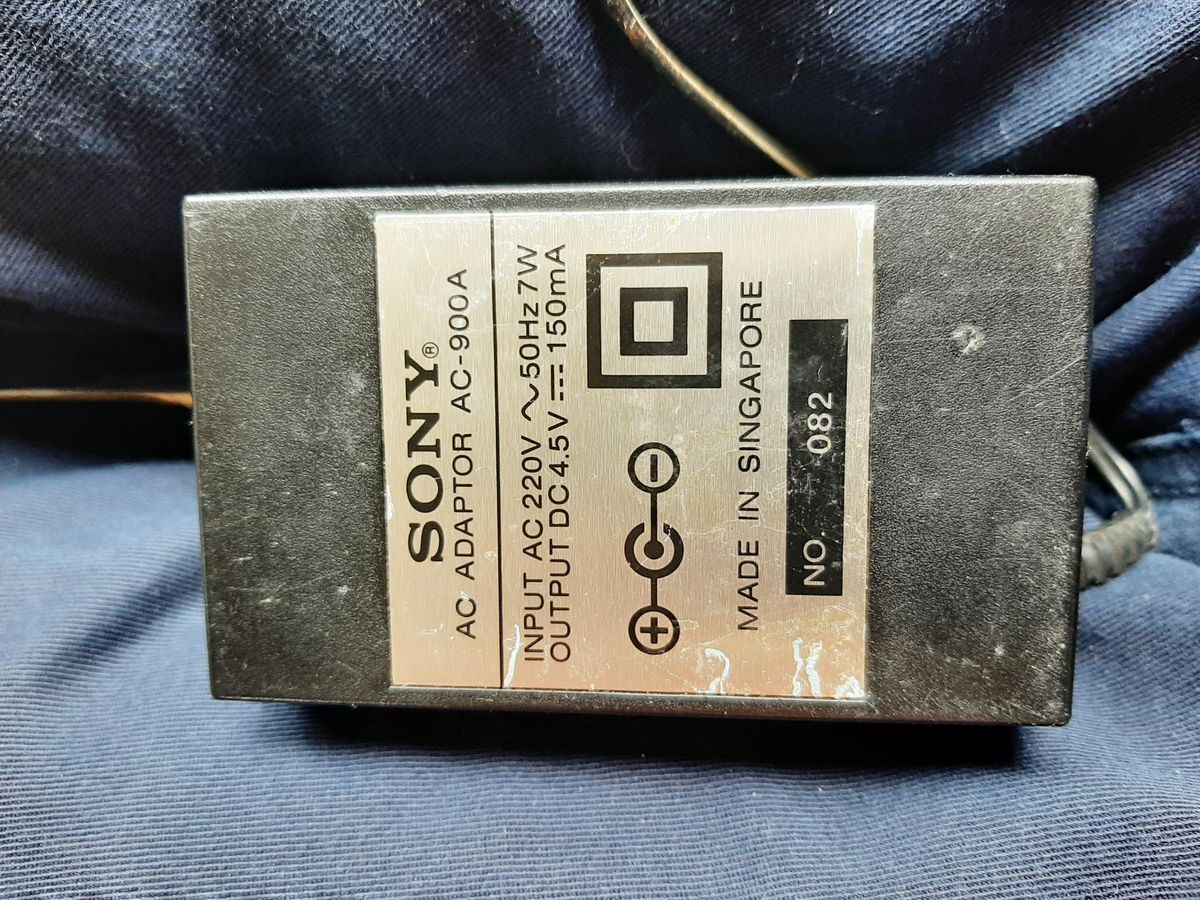 SONY®
AC ADAPTOR AC-900A
INPUT AC 220V ~ 50Hz 7W
OUTPUT DC 4.5V ⎓ 150mA
MADE IN SINGAPORE
NO. 082